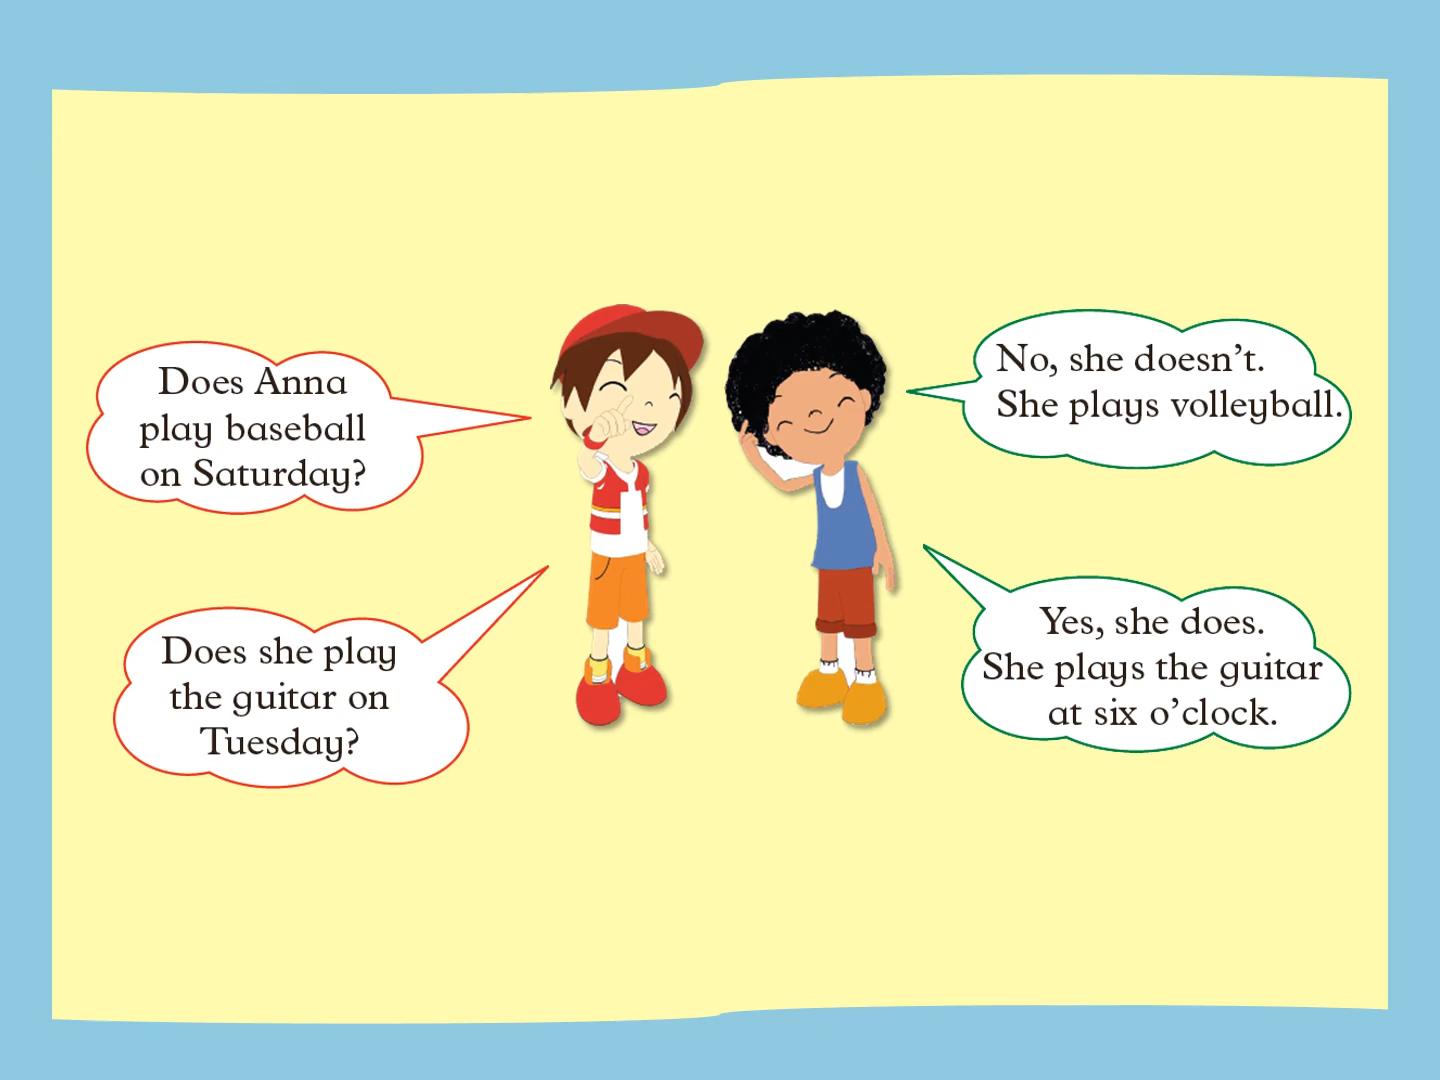 Does Anna
play baseball
on Saturday?
No, she doesn’t.
She plays volleyball.
Does she play
the guitar on
Tuesday?
Yes, she does.
She plays the guitar
at six o’clock.